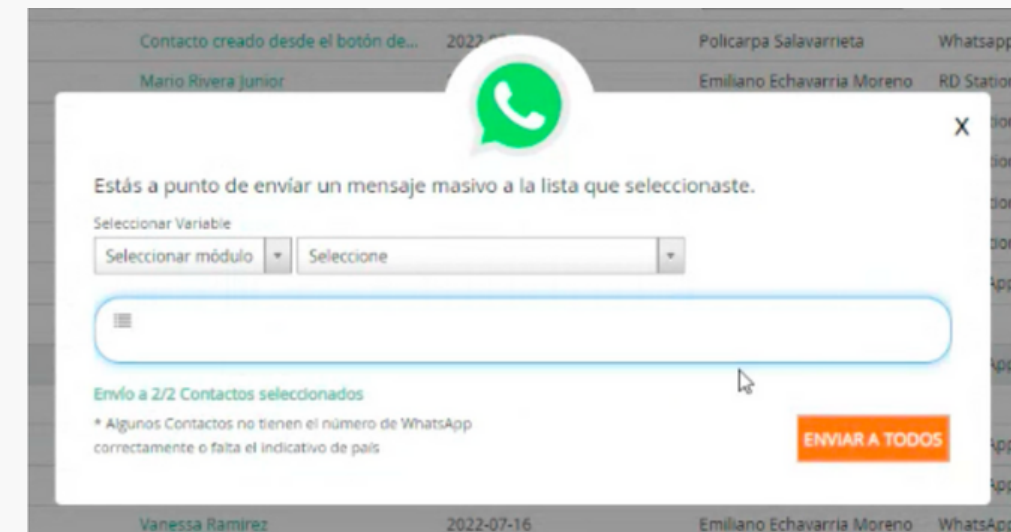 Contacto creado desde el botón de... 2022 Policarpa Salavarrieta Whatsapp
Mario Rivera Junior Emiliano Echavarria Moreno RD Station
X
Estás a punto de envíar un mensaje masivo a la lista que seleccionaste.
Seleccionar Variable
Seleccionar módulo Seleccione
Envío a 2/2 Contactos seleccionados
* Algunos Contactos no tienen el número de WhatsApp
correctamente o falta el indicativo de país
ENVIAR A TODOS
Vanessa Ramirez 2022-07-16 Emiliano Echavarria Moreno WhatsApp